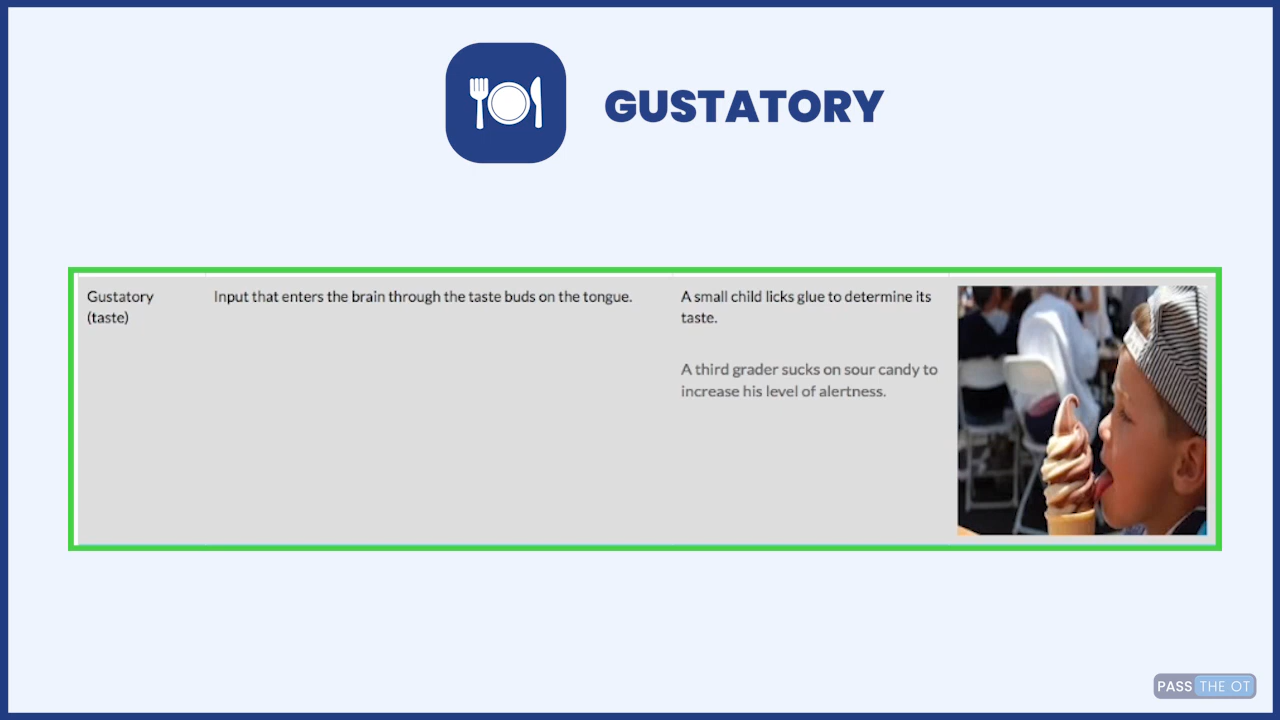 GUSTATORY
Gustatory
(taste)
Input that enters the brain through the taste buds on the tongue.
A small child licks glue to determine its
taste.
A third grader sucks on sour candy to
increase his level of alertness.
PASS THE OT